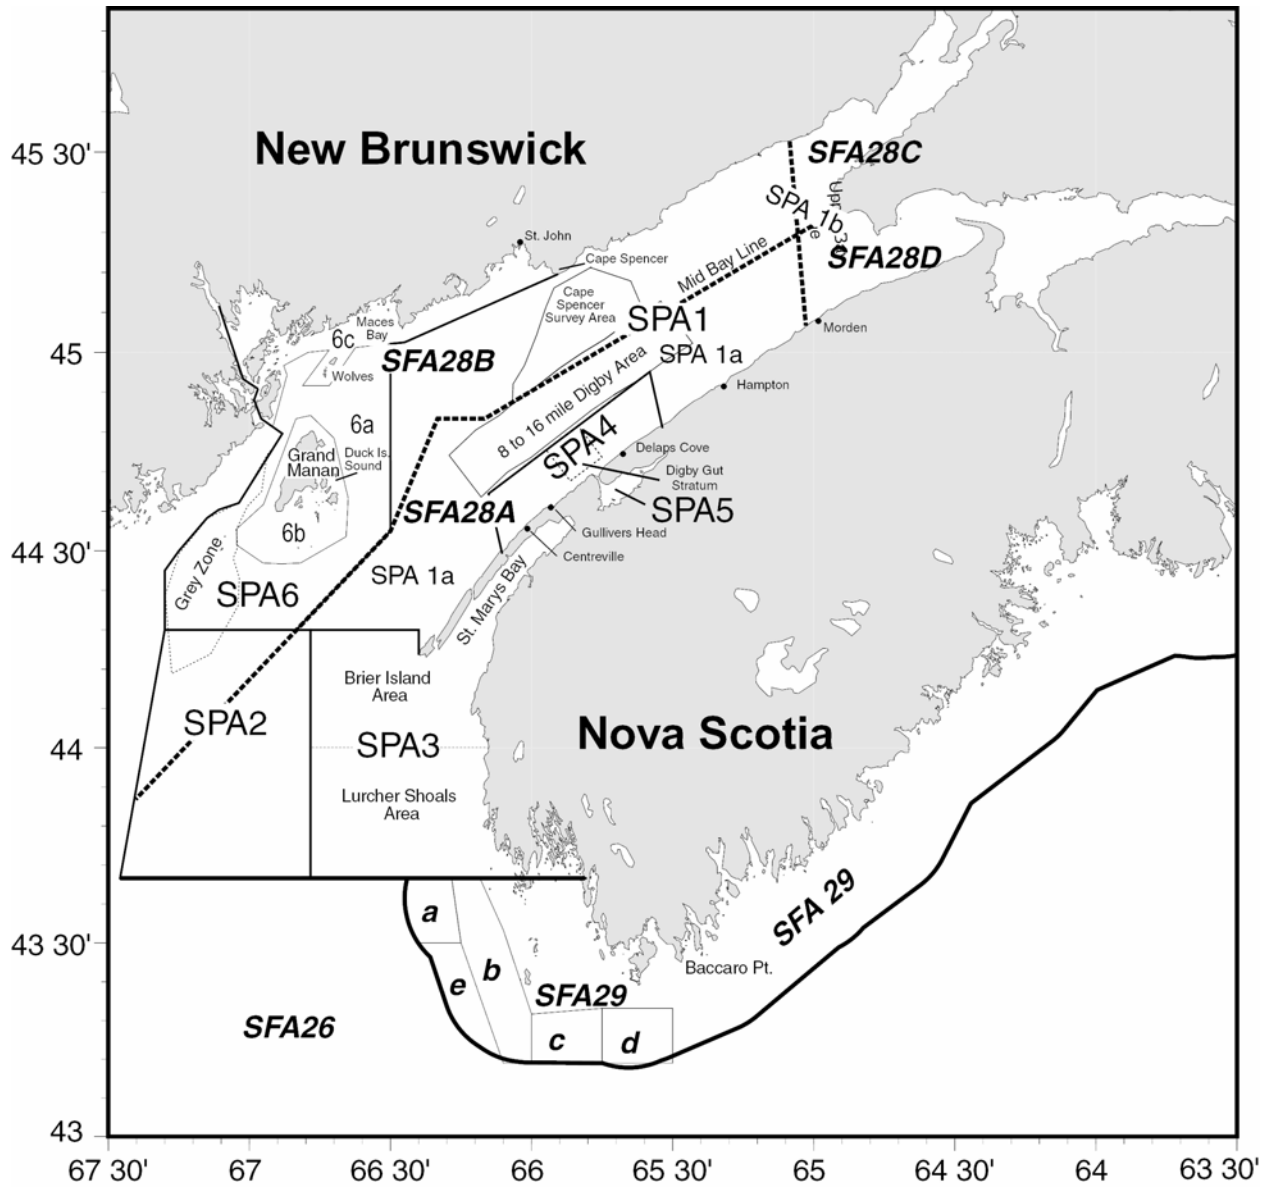 45 30'
New Brunswick
SFA28C
SPA 1b
SFA28D
St. John
Cape Spencer
Mid Bay Line
Cape
Spencer
Survey Area
SPA1
Morden
Maces
Bay
6c
45
SFA28B
SPA 1a
Wolves
8 to 16 mile Digby Area
Hampton
6a
SPA4
Grand
Manan
Duck Is.
Sound
Delaps Cove
Digby Gut
Stratum
SFA28A
SPA5
6b
Gullivers Head
44 30'
Centreville
Grey Zone
SPA 1a
SPA6
St. Marys Bay
Brier Island
Area
SPA2
Nova Scotia
44
SPA3
Lurcher Shoals
Area
a
SFA 29
43 30'
b
Baccaro Pt.
e
SFA29
SFA26
c
d
43
67 30'
67
66 30'
66
65 30'
65
64 30'
64
63 30'